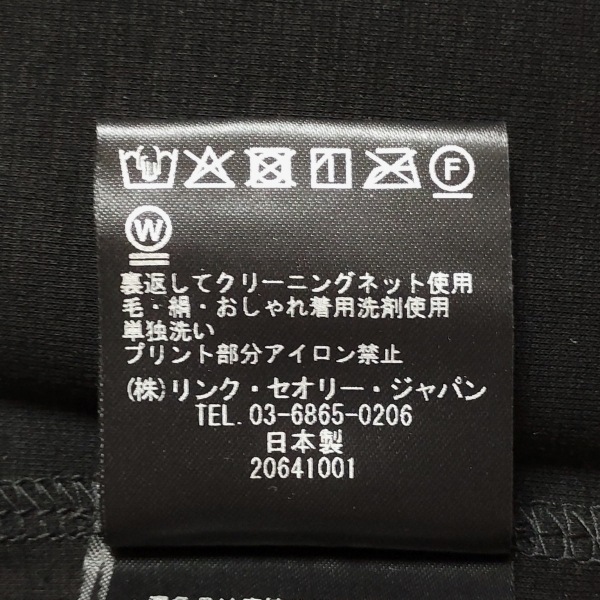 F
W
裏返してクリーニングネット使用
毛・絹・おしゃれ着用洗剤使用
単独洗い
プリント部分アイロン禁止
(株)リンク・セオリー・ジャパン
TEL.03-6865-0206
日本製
20641001